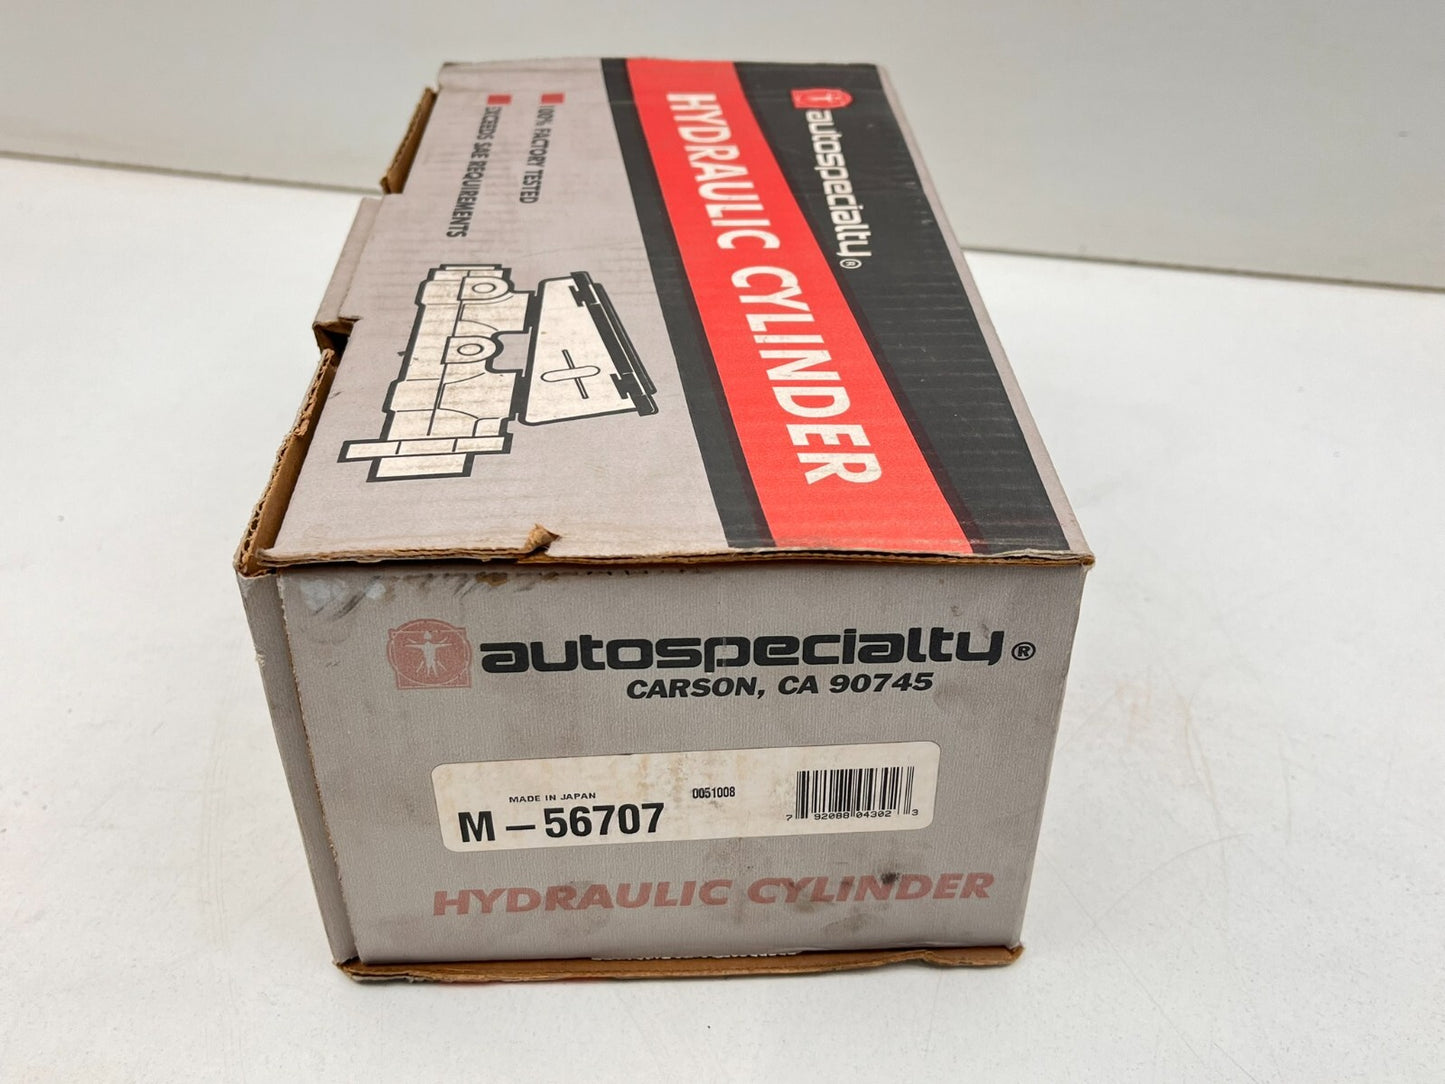 autospecialty®
HYDRAULIC CYLINDER
100% FACTORY TESTED
EXCEEDS SAE REQUIREMENTS
autospecialty®
CARSON, CA 90745
MADE IN JAPAN
0051008
M-56707
7 92088 04302 3
HYDRAULIC CYLINDER